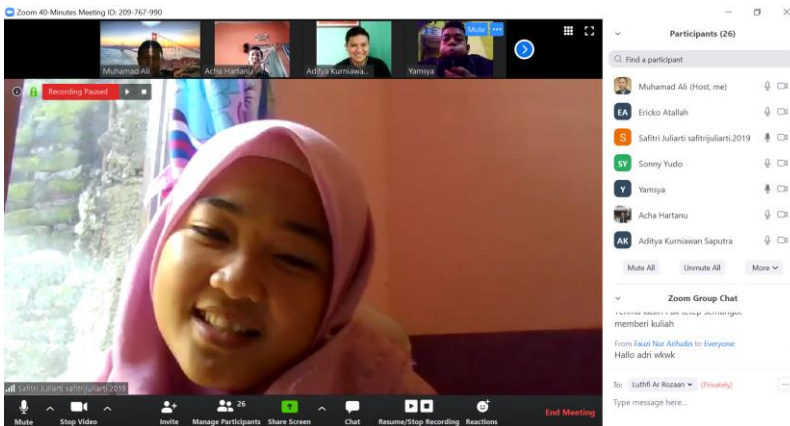 Zoom 40-Minutes Meeting ID: 209-767-990
Muhamad Ali
Acha Hartanu
Aditya Kurniawa...
Yamsya
Mute
Recording Paused
Safitri Juliarti safitrijuliarti.2019
Mute
Stop Video
Invite
26
Manage Participants
Share Screen
Chat
Resume/Stop Recording
Reactions
End Meeting
Participants (26)
Find a participant
Muhamad Ali (Host, me)
EA Ericko Atallah
S Safitri Juliarti safitrijuliarti.2019
SY Sonny Yudo
Y Yamsya
Acha Hartanu
AK Aditya Kurniawan Saputra
Mute All
Unmute All
More
Zoom Group Chat
memberi kuliah
From Fauzi Nur Arifudin to Everyone:
Hallo adri wkwk
To: Luthfi Ar Rozaan (Privately)
Type message here...